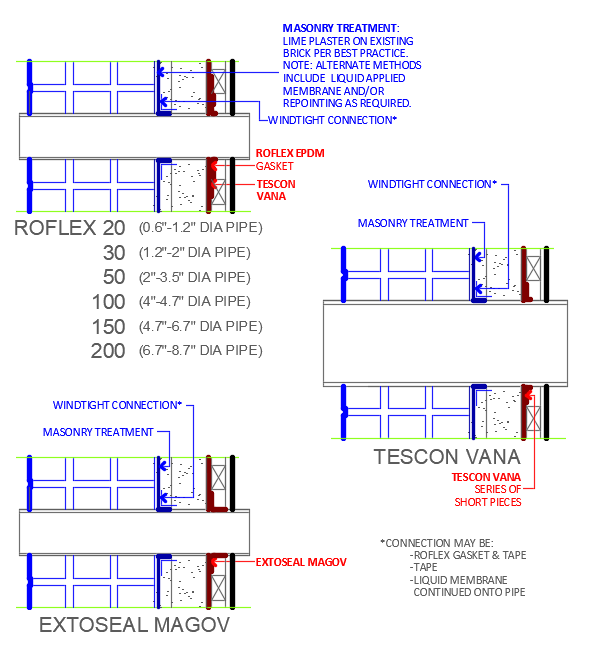 MASONRY TREATMENT:
LIME PLASTER ON EXISTING
BRICK PER BEST PRACTICE.
NOTE: ALTERNATE METHODS
INCLUDE LIQUID APPLIED
MEMBRANE AND/OR
REPOINTING AS REQUIRED.
WINDTIGHT CONNECTION*
ROFLEX EPDM
GASKET
TESCON
VANA
ROFLEX 20 (0.6"-1.2" DIA PIPE)
30 (1.2"-2" DIA PIPE)
50 (2"-3.5" DIA PIPE)
100 (4"-4.7" DIA PIPE)
150 (4.7"-6.7" DIA PIPE)
200 (6.7"-8.7" DIA PIPE)
WINDTIGHT CONNECTION*
MASONRY TREATMENT
TESCON VANA
TESCON VANA
SERIES OF
SHORT PIECES
WINDTIGHT CONNECTION*
MASONRY TREATMENT
EXTOSEAL MAGOV
EXTOSEAL MAGOV
*CONNECTION MAY BE:
-ROFLEX GASKET & TAPE
-TAPE
-LIQUID MEMBRANE
CONTINUED ONTO PIPE